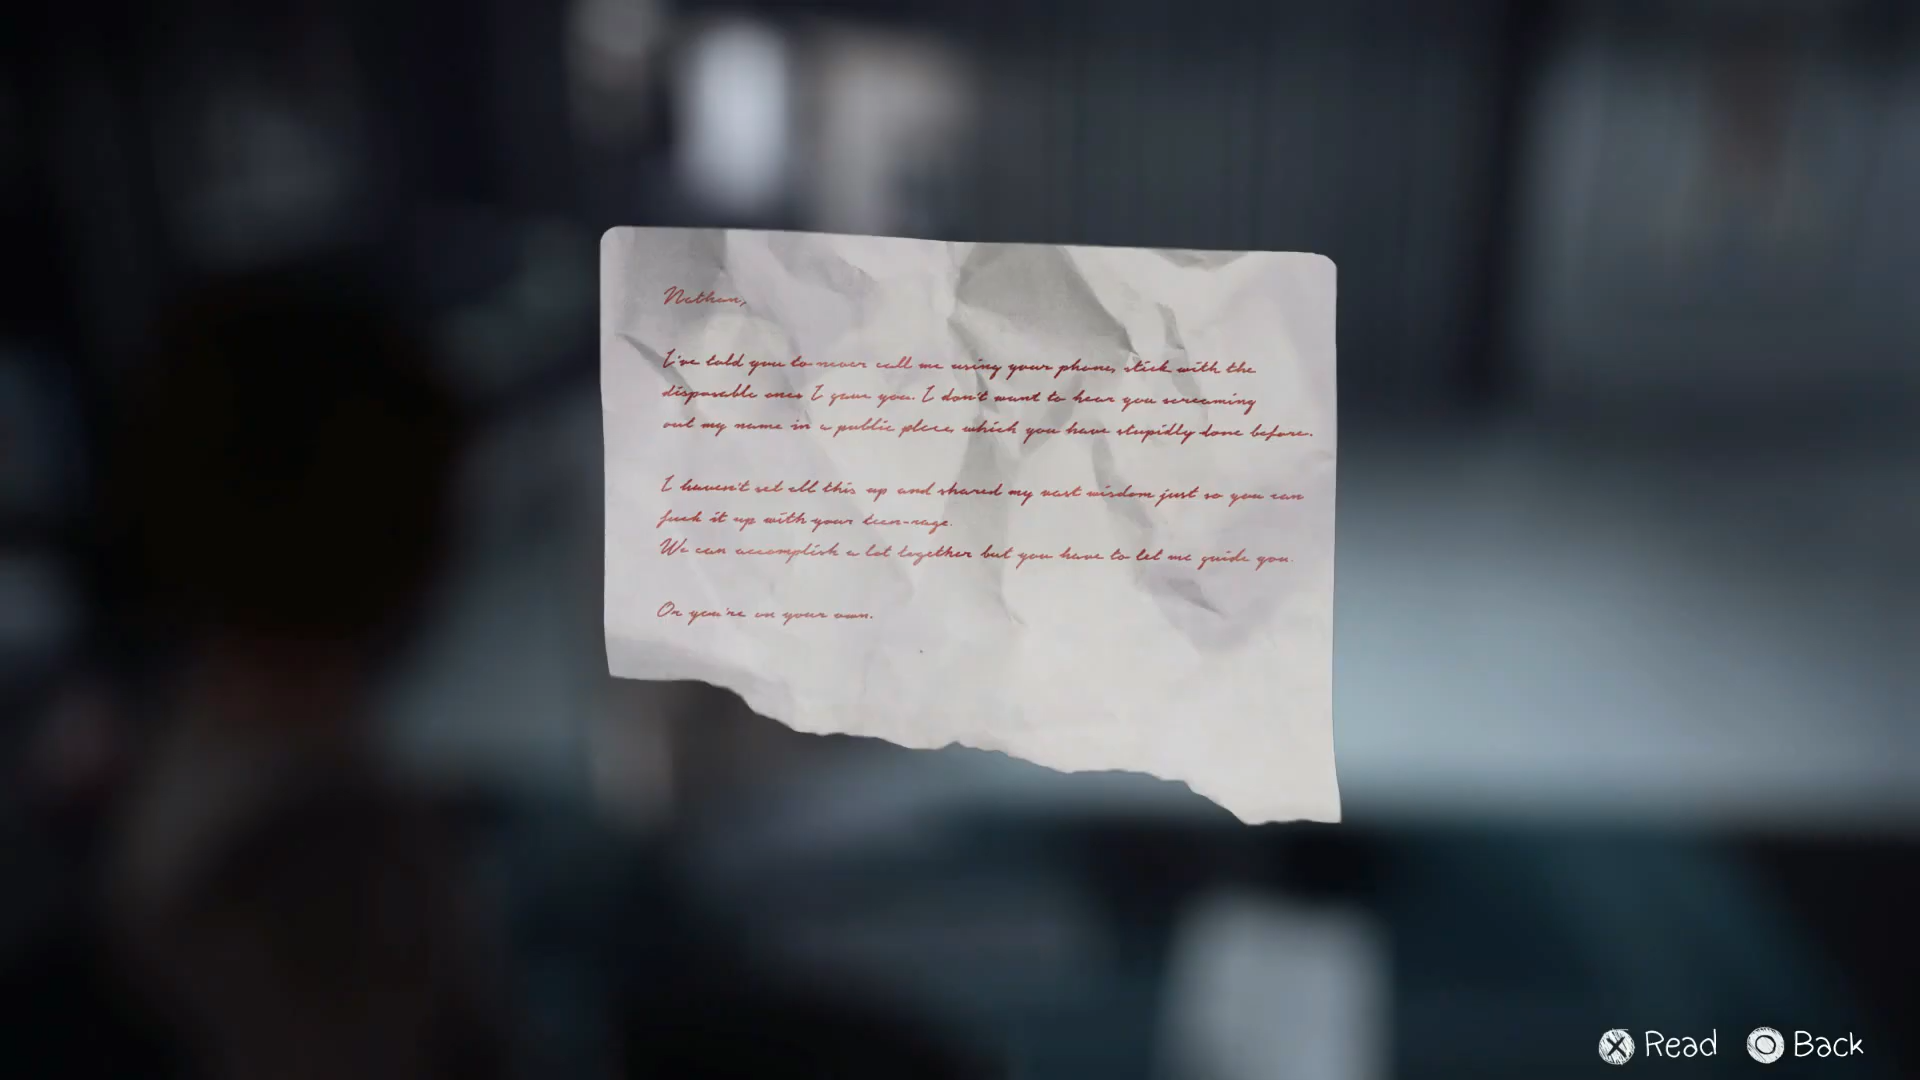 Nathan,
I've told you to never call me using your phone, stick with the
disposable ones I gave you. I don't want to hear you screaming
out my name in a public place, which you have stupidly done before.
I haven't set all this up and shared my vast wisdom just so you can
fuck it up with your teen-rage.
We can accomplish a lot together but you have to let me guide you.
Or you're on your own.
Read Back